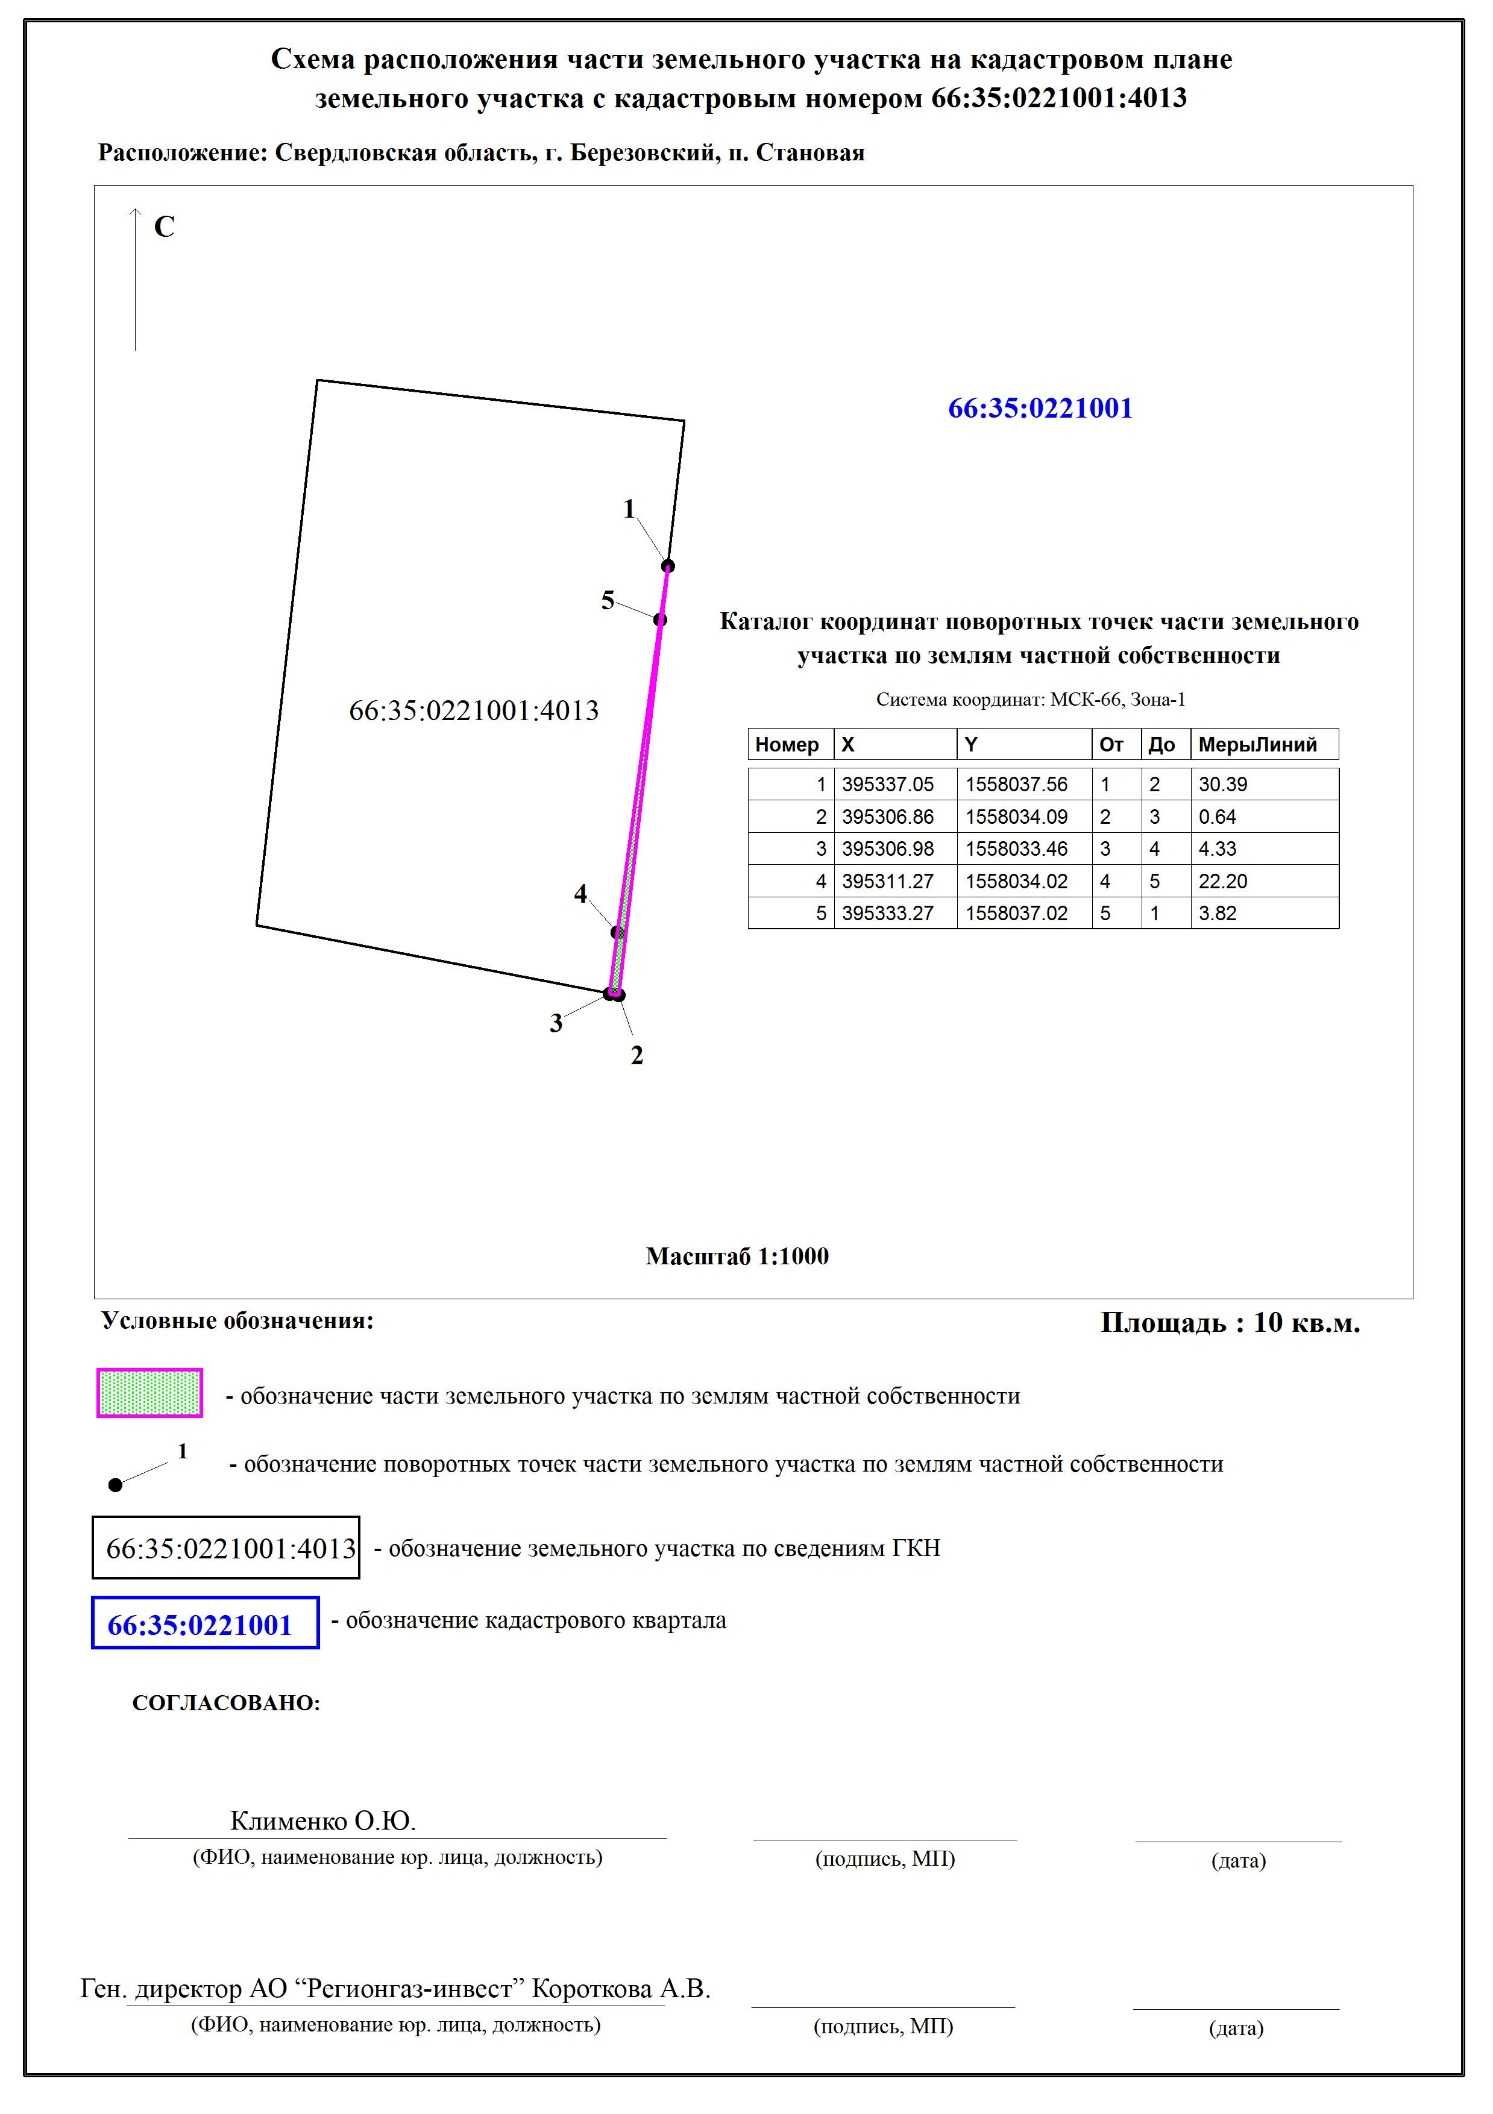 Схема расположения части земельного участка на кадастровом плане
земельного участка с кадастровым номером 66:35:0221001:4013
Расположение: Свердловская область, г. Березовский, п. Становая
С
66:35:0221001
1
5
Каталог координат поворотных точек части земельного
участка по землям частной собственности
Система координат: МСК-66, Зона-1
66:35:0221001:4013
Номер X Y От До МерыЛиний
1 395337.05 1558037.56 1 2 30.39
2 395306.86 1558034.09 2 3 0.64
3 395306.98 1558033.46 3 4 4.33
4 395311.27 1558034.02 4 5 22.20
5 395333.27 1558037.02 5 1 3.82
4
3
2
Масштаб 1:1000
Условные обозначения:
Площадь : 10 кв.м.
- обозначение части земельного участка по землям частной собственности
1
- обозначение поворотных точек части земельного участка по землям частной собственности
66:35:0221001:4013 - обозначение земельного участка по сведениям ГКН
66:35:0221001 - обозначение кадастрового квартала
СОГЛАСОВАНО:
Клименко О.Ю.
(ФИО, наименование юр. лица, должность) (подпись, МП) (дата)
Ген. директор АО “Регионгаз-инвест” Короткова А.В.
(ФИО, наименование юр. лица, должность) (подпись, МП) (дата)